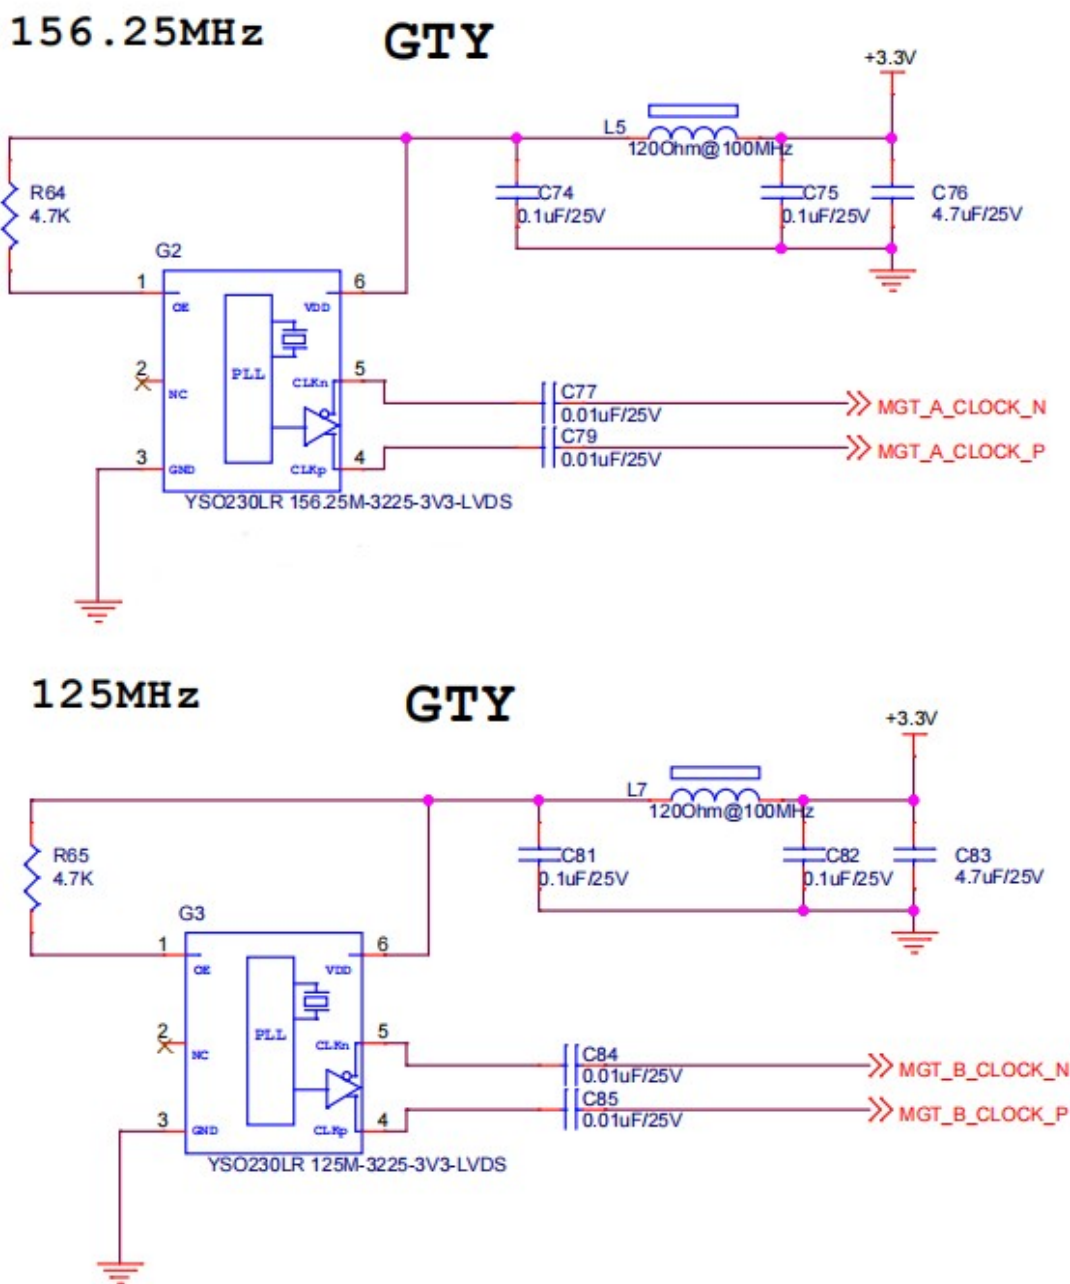 156.25MHz GTY
+3.3V
L5
120Ohm@100MHz
R64
4.7K
C74
0.1uF/25V
C75
0.1uF/25V
C76
4.7uF/25V
G2
1 6
OE VDD
2 5
PLL CLKn
NC
C77
0.01uF/25V
MGT_A_CLOCK_N
C79
0.01uF/25V
MGT_A_CLOCK_P
3 4
GND CLKp
YSO230LR 156.25M-3225-3V3-LVDS
125MHz GTY
+3.3V
L7
120Ohm@100MHz
R65
4.7K
C81
0.1uF/25V
C82
0.1uF/25V
C83
4.7uF/25V
G3
1 6
OE VDD
2 5
PLL CLKn
NC
C84
0.01uF/25V
MGT_B_CLOCK_N
C85
0.01uF/25V
MGT_B_CLOCK_P
3 4
GND CLKp
YSO230LR 125M-3225-3V3-LVDS